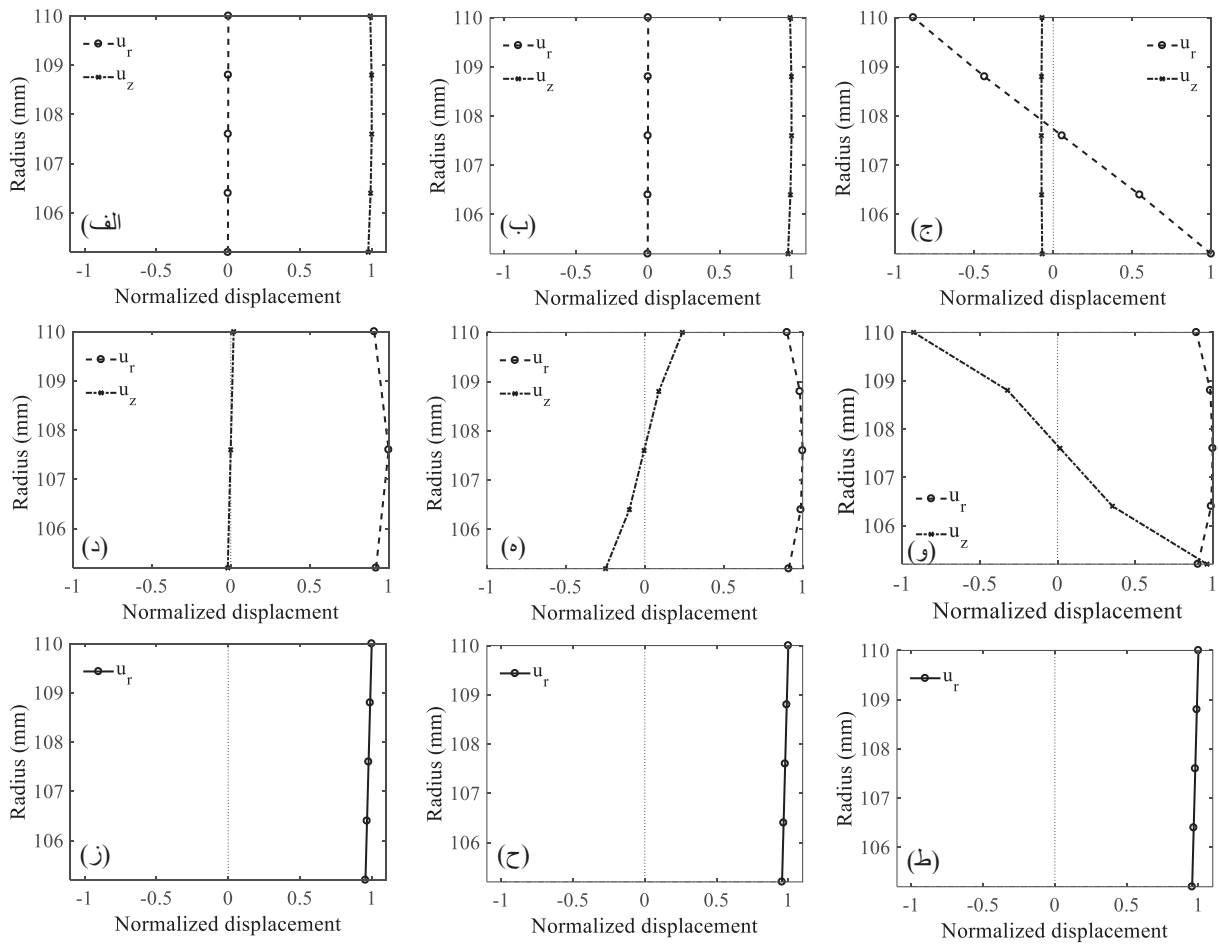 110
109
108
107
106
-1
-0.5
0
0.5
1
Radius (mm)
Normalized displacement
u_r
u_z
الف)
110
109
108
107
106
-1
-0.5
0
0.5
1
Radius (mm)
Normalized displacement
u_r
u_z
ب)
110
109
108
107
106
-1
-0.5
0
0.5
1
Radius (mm)
Normalized displacement
u_r
u_z
ج)
110
109
108
107
106
-1
-0.5
0
0.5
1
Radius (mm)
Normalized displacment
u_r
u_z
د)
110
109
108
107
106
-1
-0.5
0
0.5
1
Radius (mm)
Normalized displacment
u_r
u_z
ه)
110
109
108
107
106
-1
-0.5
0
0.5
1
Radius (mm)
Normalized displacement
u_r
u_z
و)
110
109
108
107
106
-1
-0.5
0
0.5
1
Radius (mm)
Normalized displacement
u_r
ز)
110
109
108
107
106
-1
-0.5
0
0.5
1
Radius (mm)
Normalized displacement
u_r
ح)
110
109
108
107
106
-1
-0.5
0
0.5
1
Radius (mm)
Normalized displacement
u_r
ط)